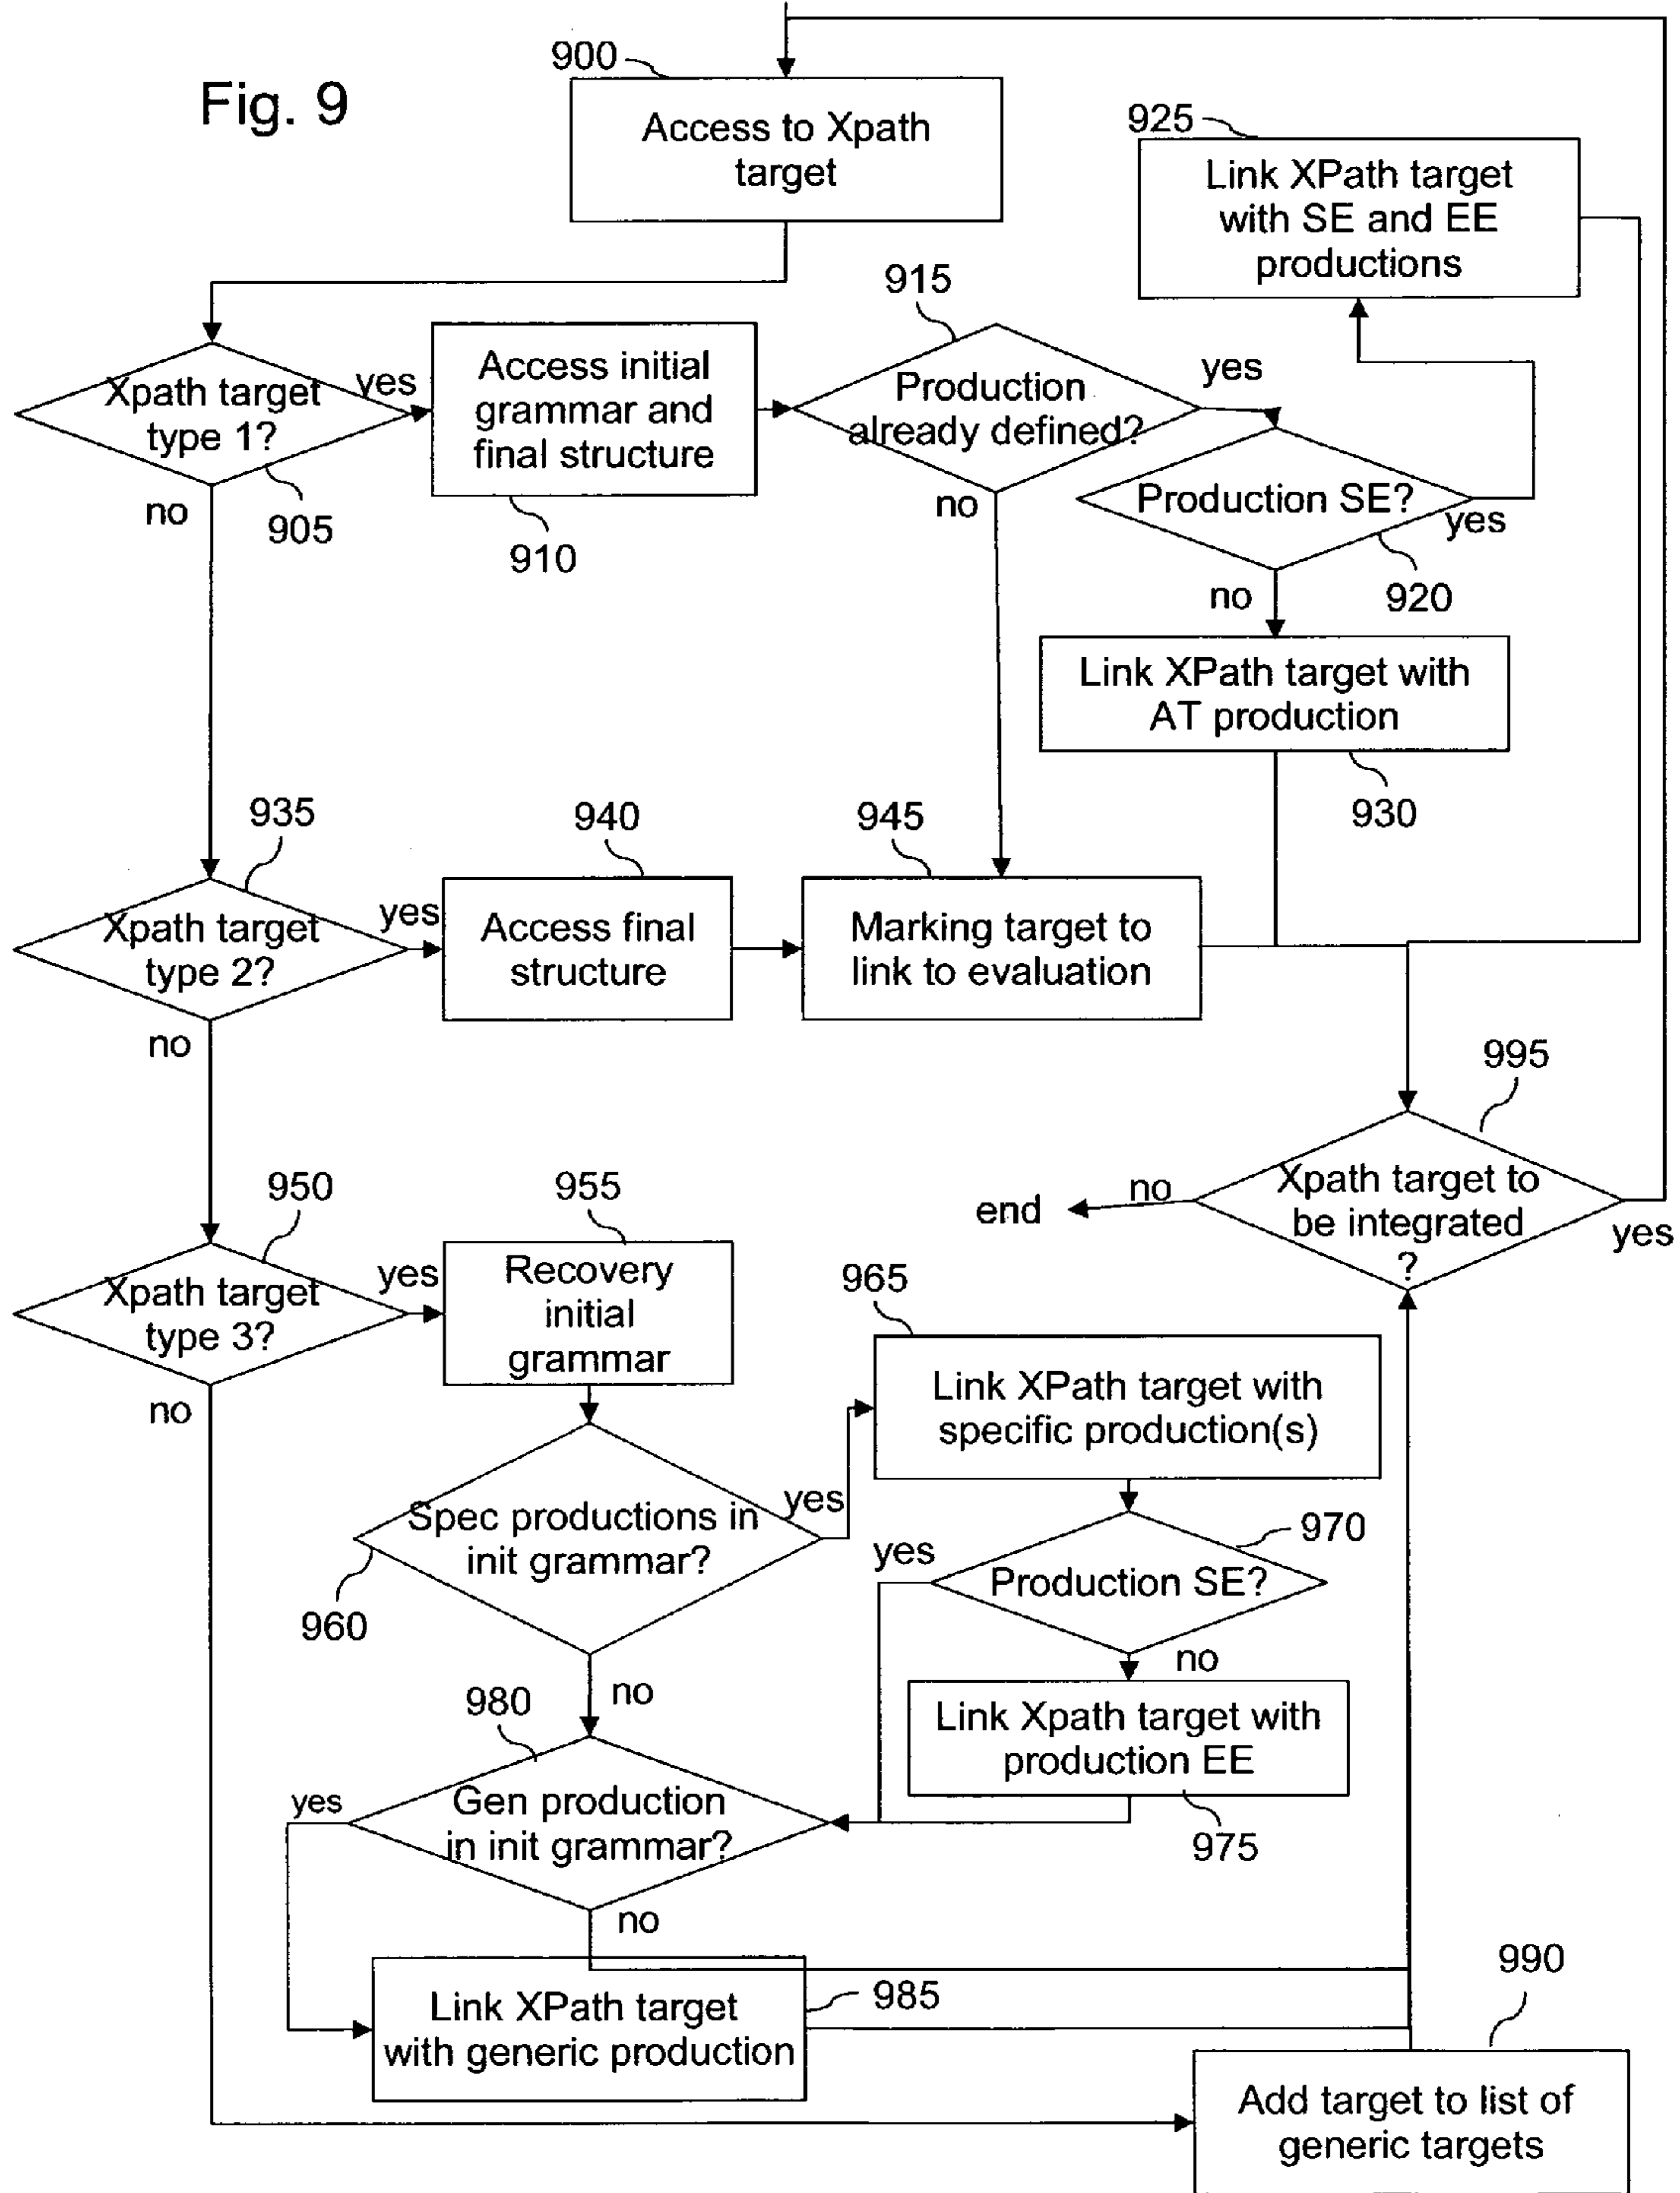 Fig. 9
900
Access to Xpath
target
925
Link XPath target
with SE and EE
productions
915
Xpath target
type 1?
yes
no
905
Access initial
grammar and
final structure
910
Production
already defined?
yes
no
Production SE?
yes
920
no
Link XPath target with
AT production
930
935
Xpath target
type 2?
yes
no
940
Access final
structure
945
Marking target to
link to evaluation
995
Xpath target to
be integrated
?
no
end
yes
950
Xpath target
type 3?
yes
no
955
Recovery
initial
grammar
965
Link XPath target with
specific production(s)
Spec productions in
init grammar?
yes
960
no
970
Production SE?
yes
no
Link Xpath target with
production EE
975
980
Gen production
in init grammar?
yes
no
Link XPath target
with generic production
985
990
Add target to list of
generic targets